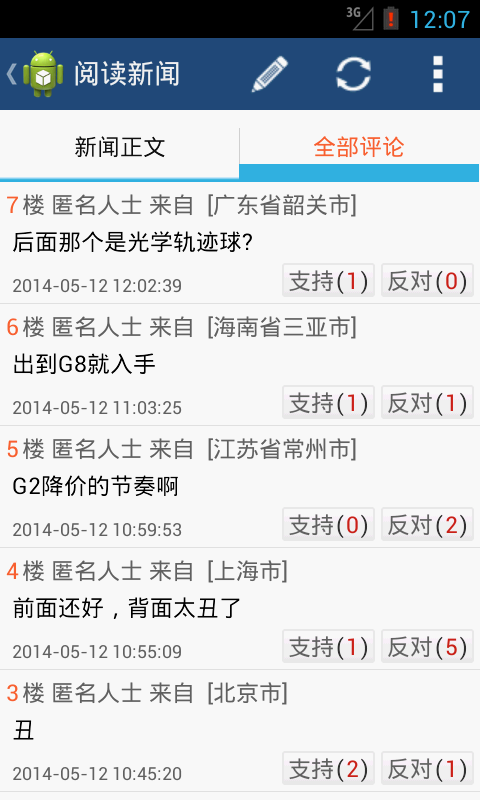 3G 12:07
阅读新闻
新闻正文 全部评论
7楼 匿名人士 来自 [广东省韶关市]
后面那个是光学轨迹球?
2014-05-12 12:02:39 支持(1) 反对(0)
6楼 匿名人士 来自 [海南省三亚市]
出到G8就入手
2014-05-12 11:03:25 支持(1) 反对(1)
5楼 匿名人士 来自 [江苏省常州市]
G2降价的节奏啊
2014-05-12 10:59:53 支持(0) 反对(2)
4楼 匿名人士 来自 [上海市]
前面还好，背面太丑了
2014-05-12 10:55:09 支持(1) 反对(5)
3楼 匿名人士 来自 [北京市]
丑
2014-05-12 10:45:20 支持(2) 反对(1)